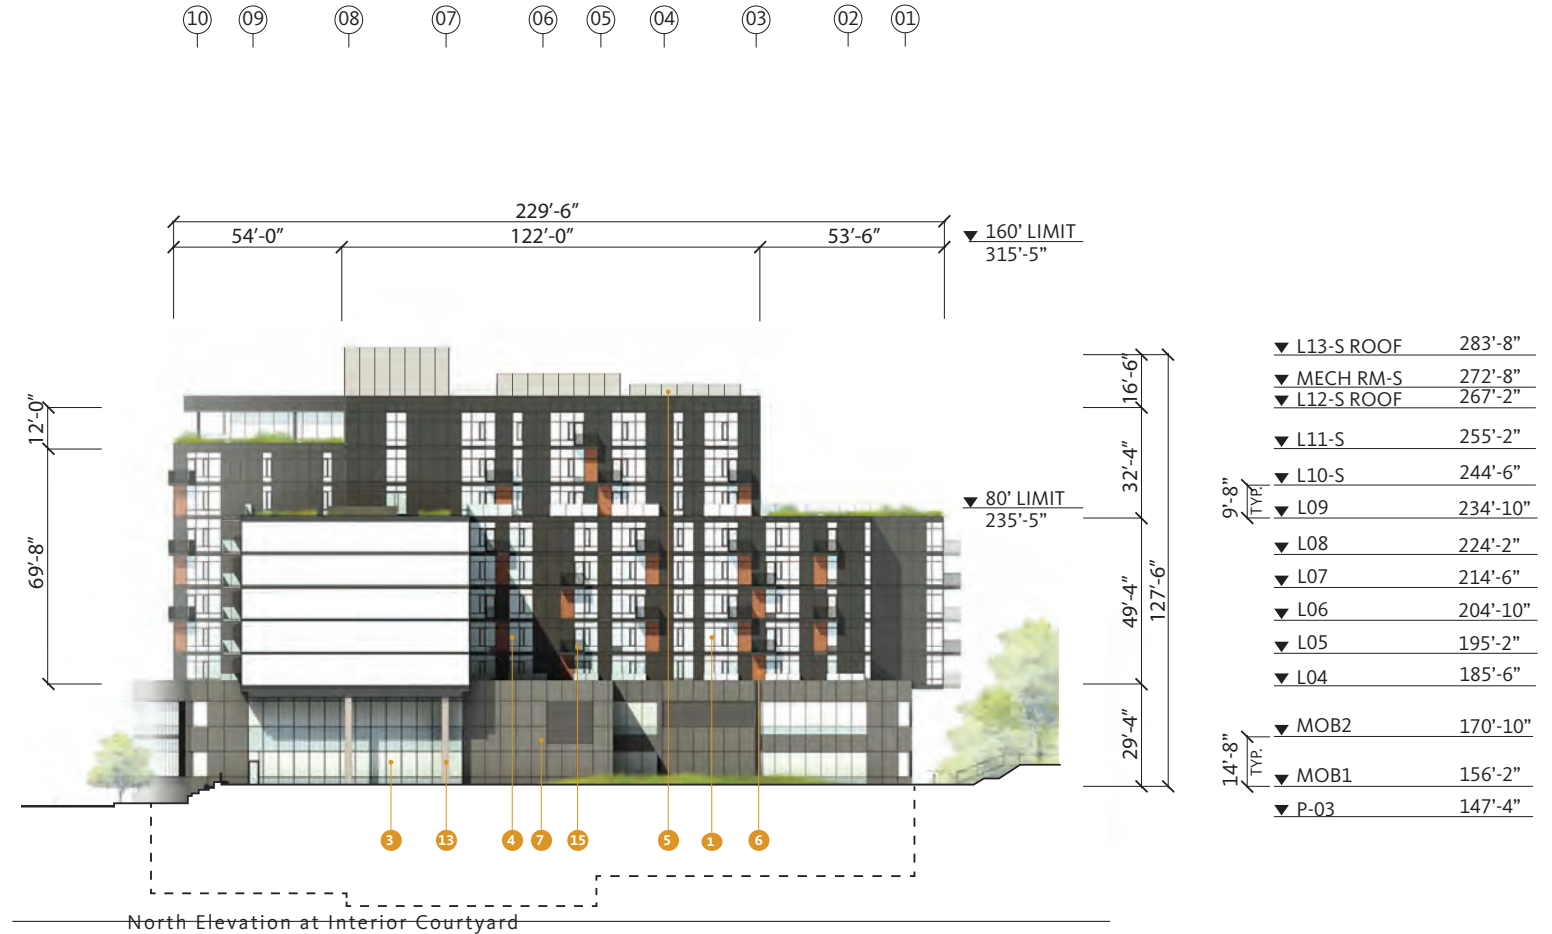 10 09 08 07 06 05 04 03 02 01
229'-6"
54'-0" 122'-0" 53'-6"
160' LIMIT
315'-5"
80' LIMIT
235'-5"
12'-0"
69'-8"
16'-6"
32'-4"
49'-4"
29'-4"
127'-6"
L13-S ROOF 283'-8"
MECH RM-S 272'-8"
L12-S ROOF 267'-2"
L11-S 255'-2"
L10-S 244'-6"
L09 234'-10"
L08 224'-2"
L07 214'-6"
L06 204'-10"
L05 195'-2"
L04 185'-6"
MOB2 170'-10"
MOB1 156'-2"
P-03 147'-4"
9'-8"
TYP.
14'-8"
TYP.
3 13 4 7 15 5 1 6
North Elevation at Interior Courtyard